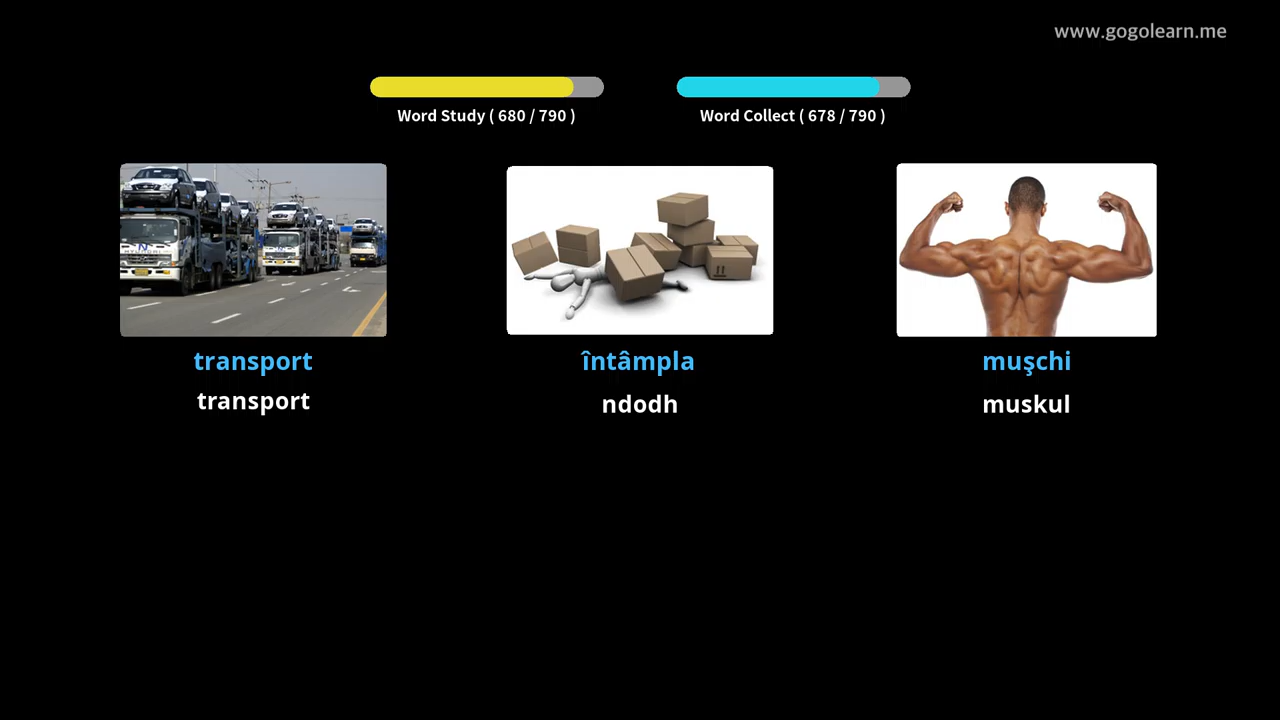 www.gogolearn.me
Word Study ( 680 / 790 )
Word Collect ( 678 / 790 )
transport
întâmpla
muşchi
transport
ndodh
muskul